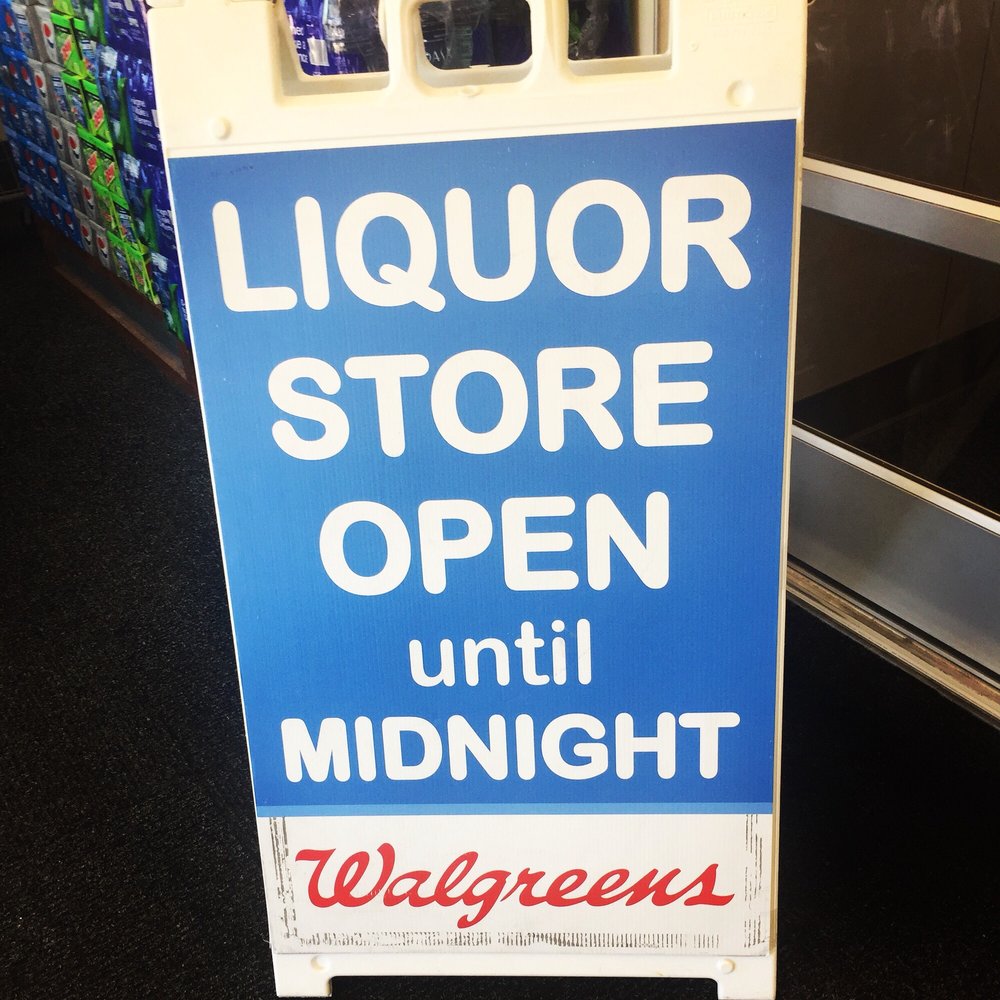 LIQUOR
STORE
OPEN
until
MIDNIGHT
Walgreens